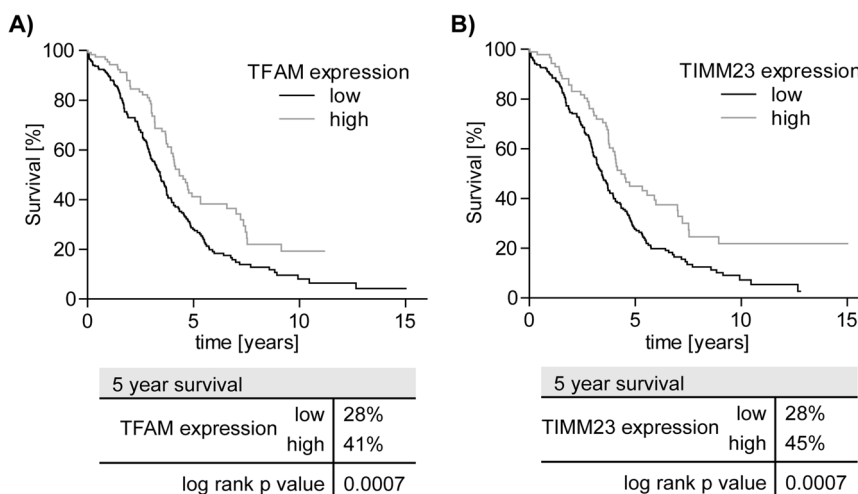 A)
100
80
60
40
20
0
Survival [%]
TFAM expression
low
high
0 5 10 15
time [years]
5 year survival
TFAM expression low 28%
high 41%
log rank p value 0.0007
B)
100
80
60
40
20
0
Survival [%]
TIMM23 expression
low
high
0 5 10 15
time [years]
5 year survival
TIMM23 expression low 28%
high 45%
log rank p value 0.0007